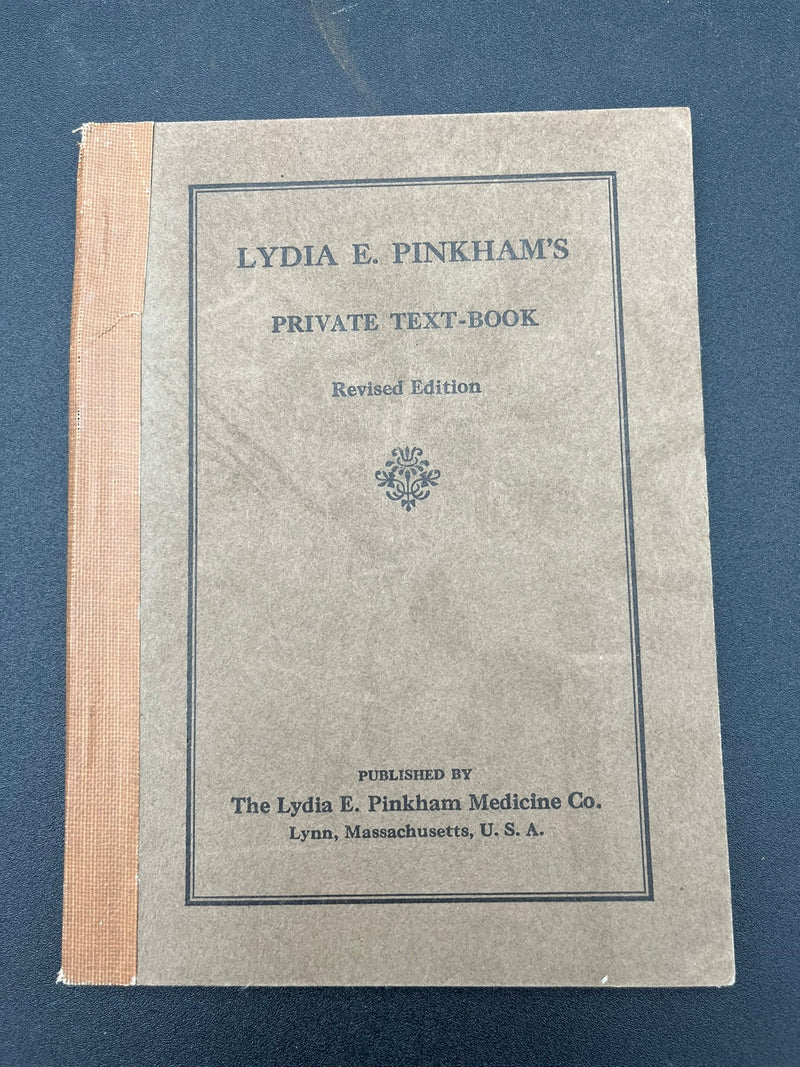 LYDIA E. PINKHAM'S
PRIVATE TEXT-BOOK
Revised Edition
PUBLISHED BY
The Lydia E. Pinkham Medicine Co.
Lynn, Massachusetts, U. S. A.